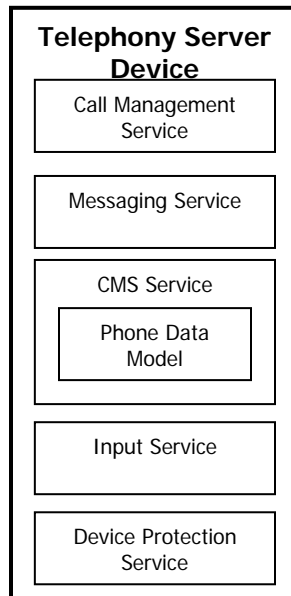 Telephony Server
Device
Call Management
Service
Messaging Service
CMS Service
Phone Data
Model
Input Service
Device Protection
Service